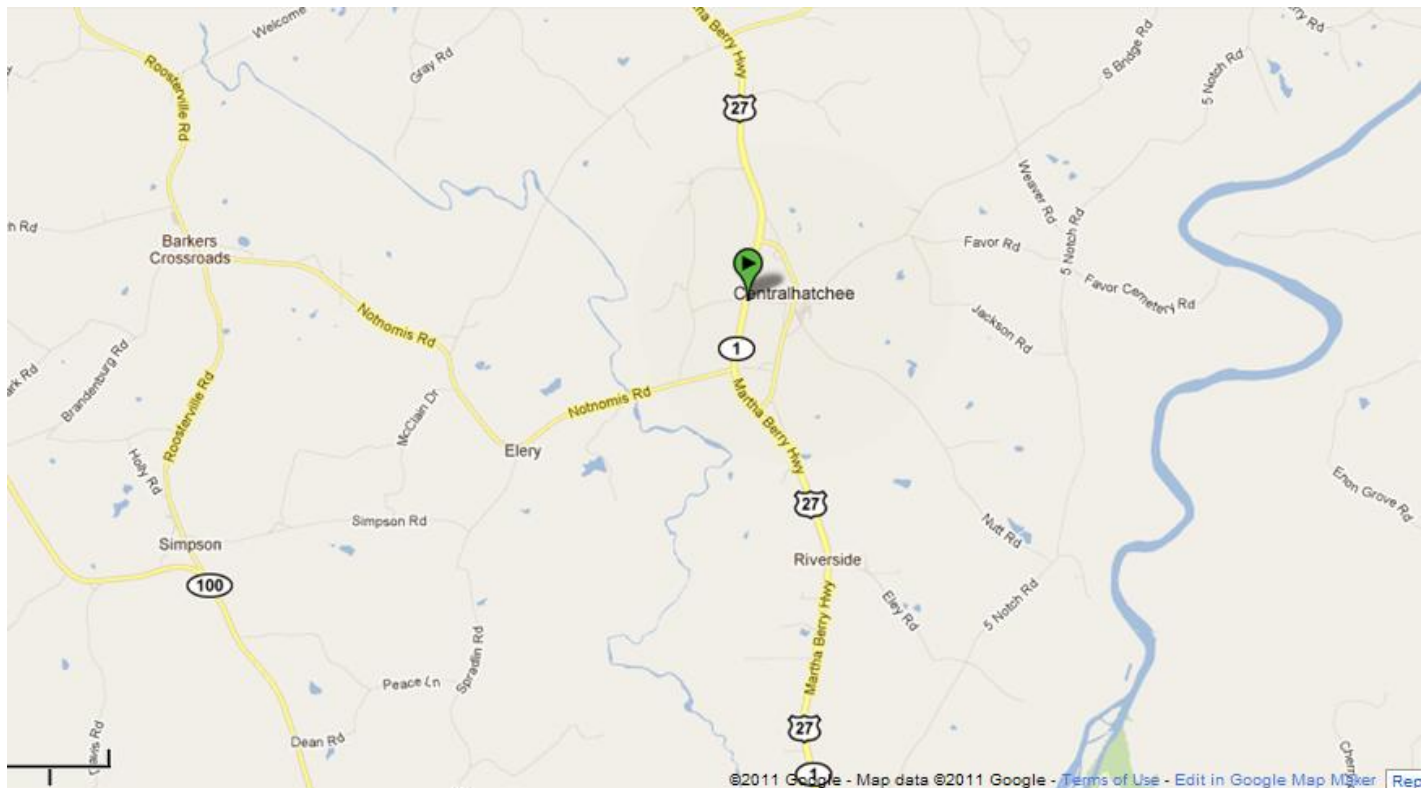 Welcome
Gray Rd
Martha Berry Hwy
27
S Bridge Rd
5 Notch Rd
Roosterville Rd
Weaver Rd
Barkers
Crossroads
5 Notch Rd
Favor Rd
Favor Cemetery Rd
Centralhatchee
Notnomis Rd
Jackson Rd
1
Brandenburg Rd
Roosterville Rd
McClain Dr
Notnomis Rd
Martha Berry Hwy
Elery
Holly Rd
Enon Grove Rd
27
Simpson Rd
Nutt Rd
Simpson
Riverside
100
Eley Rd
5 Notch Rd
Martha Berry Hwy
Spradlin Rd
Peace Ln
27
Dean Rd
1
©2011 Google - Map data ©2011 Google - Terms of Use - Edit in Google Map Maker
Rep